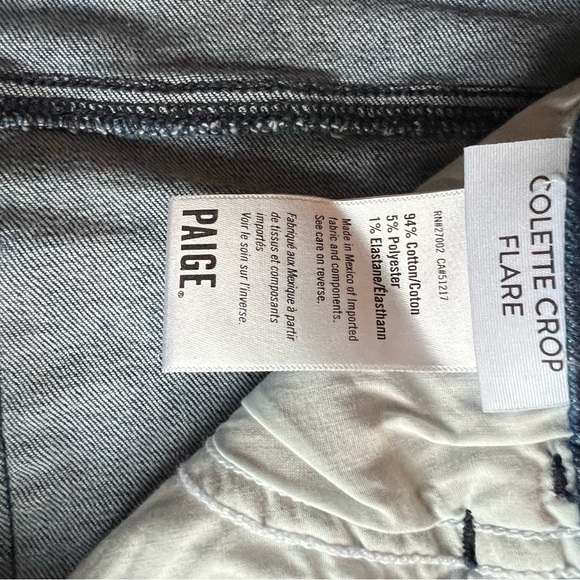 COLETTE CROP
FLARE
RN#27002 CA#51217
94% Cotton/Coton
5% Polyester
1% Elastane/Élasthann
Made in Mexico of Imported
fabric and components.
See care on reverse.
Fabriqué aux Mexique à partir
de tissus et composants
importés
Voir le soin sur l'inverse.
PAIGE®